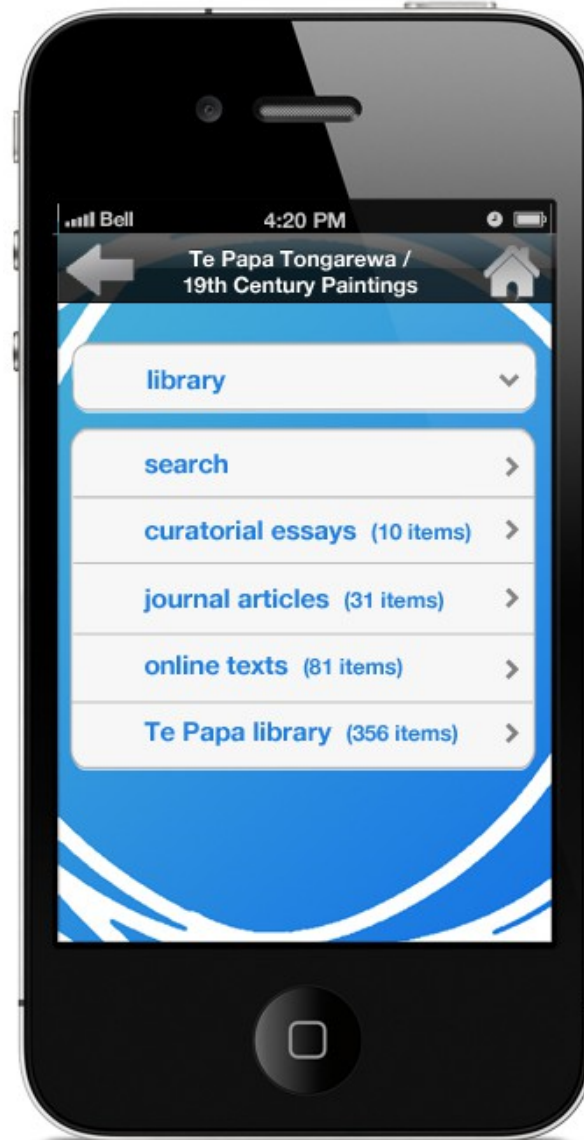 Bell 4:20 PM
Te Papa Tongarewa /
19th Century Paintings
library
search
curatorial essays (10 items)
journal articles (31 items)
online texts (81 items)
Te Papa library (356 items)